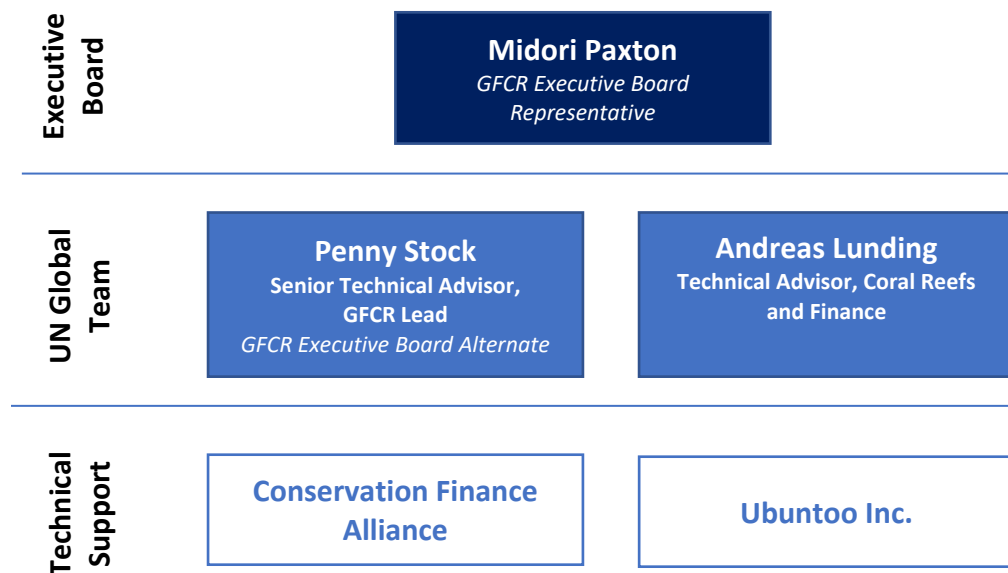 Executive
Board
Midori Paxton
GFCR Executive Board
Representative
UN Global
Team
Penny Stock
Senior Technical Advisor,
GFCR Lead
GFCR Executive Board Alternate
Andreas Lunding
Technical Advisor, Coral Reefs
and Finance
Technical
Support
Conservation Finance
Alliance
Ubuntoo Inc.